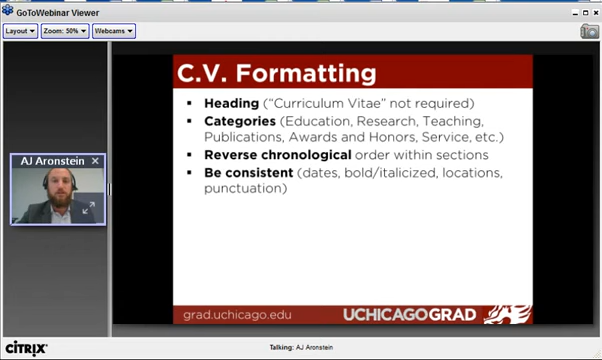 GoToWebinar Viewer
Layout
Zoom: 50%
Webcams
AJ Aronstein
C.V. Formatting
Heading ("Curriculum Vitae" not required)
Categories (Education, Research, Teaching,
Publications, Awards and Honors, Service, etc.)
Reverse chronological order within sections
Be consistent (dates, bold/italicized, locations,
punctuation)
grad.uchicago.edu
UCHICAGOGRAD
CITRIX
Talking: AJ Aronstein